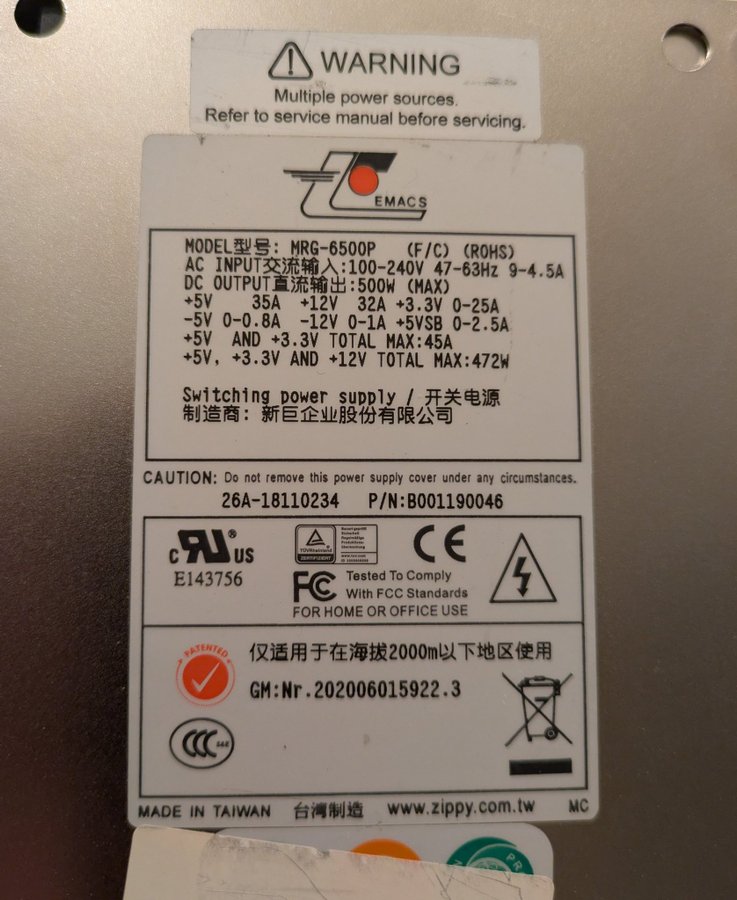 WARNING
Multiple power sources.
Refer to service manual before servicing.
EMACS
MODEL型号: MRG-6500P (F/C) (ROHS)
AC INPUT交流输入:100-240V 47-63Hz 9-4.5A
DC OUTPUT直流输出:500W (MAX)
+5V 35A +12V 32A +3.3V 0-25A
-5V 0-0.8A -12V 0-1A +5VSB 0-2.5A
+5V AND +3.3V TOTAL MAX:45A
+5V, +3.3V AND +12V TOTAL MAX:472W
Switching power supply / 开关电源
制造商: 新巨企业股份有限公司
CAUTION: Do not remove this power supply cover under any circumstances.
26A-18110234 P/N:B001190046
c RU ® US
E143756
TÜVRheinland
ZERTIFIZIERT
CE
FC Tested To Comply
With FCC Standards
FOR HOME OR OFFICE USE
PATENTED
仅适用于在海拔2000m以下地区使用
GM:Nr.202006015922.3
CCC S&E
MADE IN TAIWAN 台灣制造 www.zippy.com.tw MC